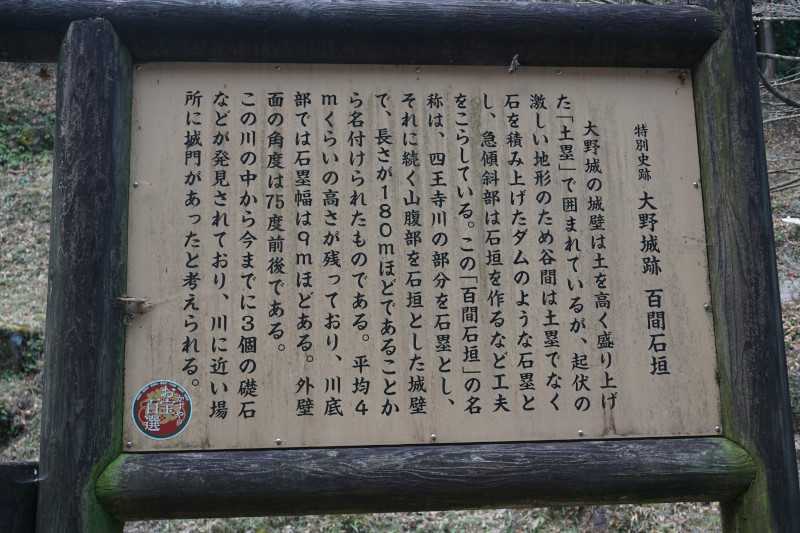 特別史跡 大野城跡 百間石垣
大野城の城壁は土を高く盛り上げ
た「土塁」で囲まれているが、起伏の
激しい地形のため谷間は土塁でなく
石を積み上げたダムのような石塁と
し、急傾斜部は石垣を作るなど工夫
をこらしている。この「百間石垣」の名
称は、四王寺川の部分を石塁とし、
それに続く山腹部を石垣とした城壁
で、長さが180mほどであることか
ら名付けられたものである。平均4
mくらいの高さが残っており、川底
部では石塁幅は9mほどある。外壁
面の角度は75度前後である。
この川の中から今までに3個の礎石
などが発見されており、川に近い場
所に城門があったと考えられる。
お宝
百選